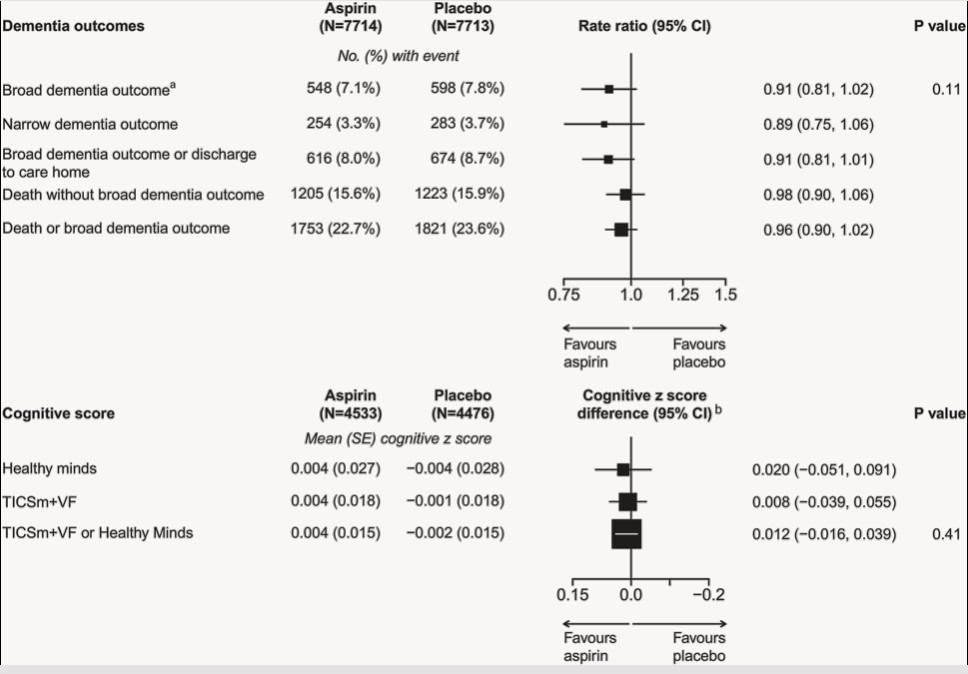 Dementia outcomes Aspirin (N=7714) Placebo (N=7713) Rate ratio (95% CI) P value
No. (%) with event
Broad dementia outcomeᵃ 548 (7.1%) 598 (7.8%) 0.91 (0.81, 1.02) 0.11
Narrow dementia outcome 254 (3.3%) 283 (3.7%) 0.89 (0.75, 1.06)
Broad dementia outcome or discharge
to care home 616 (8.0%) 674 (8.7%) 0.91 (0.81, 1.01)
Death without broad dementia outcome 1205 (15.6%) 1223 (15.9%) 0.98 (0.90, 1.06)
Death or broad dementia outcome 1753 (22.7%) 1821 (23.6%) 0.96 (0.90, 1.02)
0.75 1.0 1.25 1.5
Favours aspirin Favours placebo
Cognitive score Aspirin (N=4533) Placebo (N=4476) Cognitive z score difference (95% CI) ᵇ P value
Mean (SE) cognitive z score
Healthy minds 0.004 (0.027) −0.004 (0.028) 0.020 (−0.051, 0.091)
TICSm+VF 0.004 (0.018) −0.001 (0.018) 0.008 (−0.039, 0.055)
TICSm+VF or Healthy Minds 0.004 (0.015) −0.002 (0.015) 0.012 (−0.016, 0.039) 0.41
0.15 0.0 −0.2
Favours aspirin Favours placebo